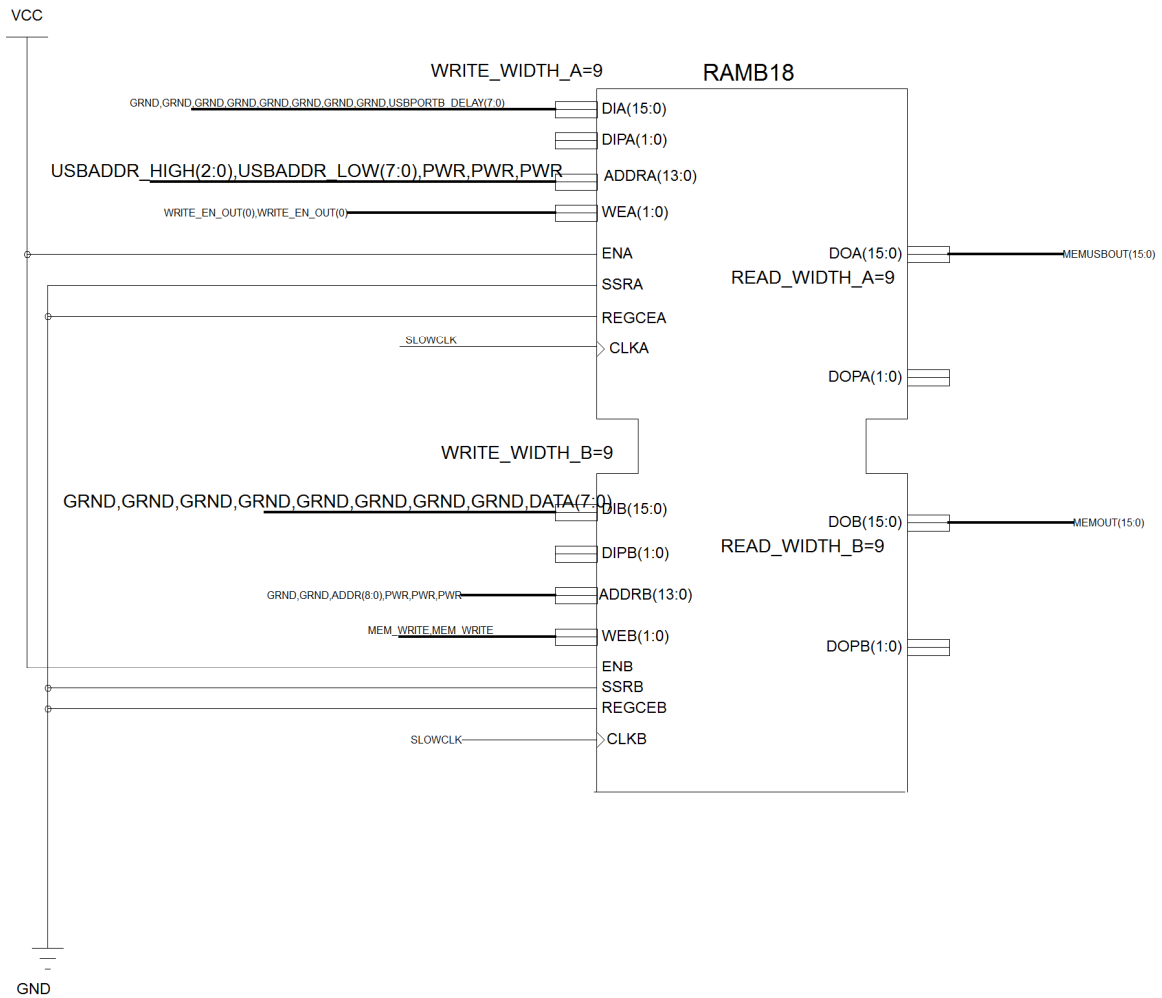 VCC
WRITE_WIDTH_A=9
RAMB18
GRND,GRND,GRND,GRND,GRND,GRND,GRND,GRND,USBPORTB_DELAY(7:0)
DIA(15:0)
DIPA(1:0)
USBADDR_HIGH(2:0),USBADDR_LOW(7:0),PWR,PWR,PWR
ADDRA(13:0)
WRITE_EN_OUT(0),WRITE_EN_OUT(0)
WEA(1:0)
ENA
DOA(15:0)
MEMUSBOUT(15:0)
READ_WIDTH_A=9
SSRA
REGCEA
SLOWCLK
CLKA
DOPA(1:0)
WRITE_WIDTH_B=9
GRND,GRND,GRND,GRND,GRND,GRND,GRND,GRND,DATA(7:0)
DIB(15:0)
DOB(15:0)
MEMOUT(15:0)
READ_WIDTH_B=9
DIPB(1:0)
GRND,GRND,ADDR(8:0),PWR,PWR,PWR
ADDRB(13:0)
MEM_WRITE,MEM_WRITE
WEB(1:0)
DOPB(1:0)
ENB
SSRB
REGCEB
SLOWCLK
CLKB
GND